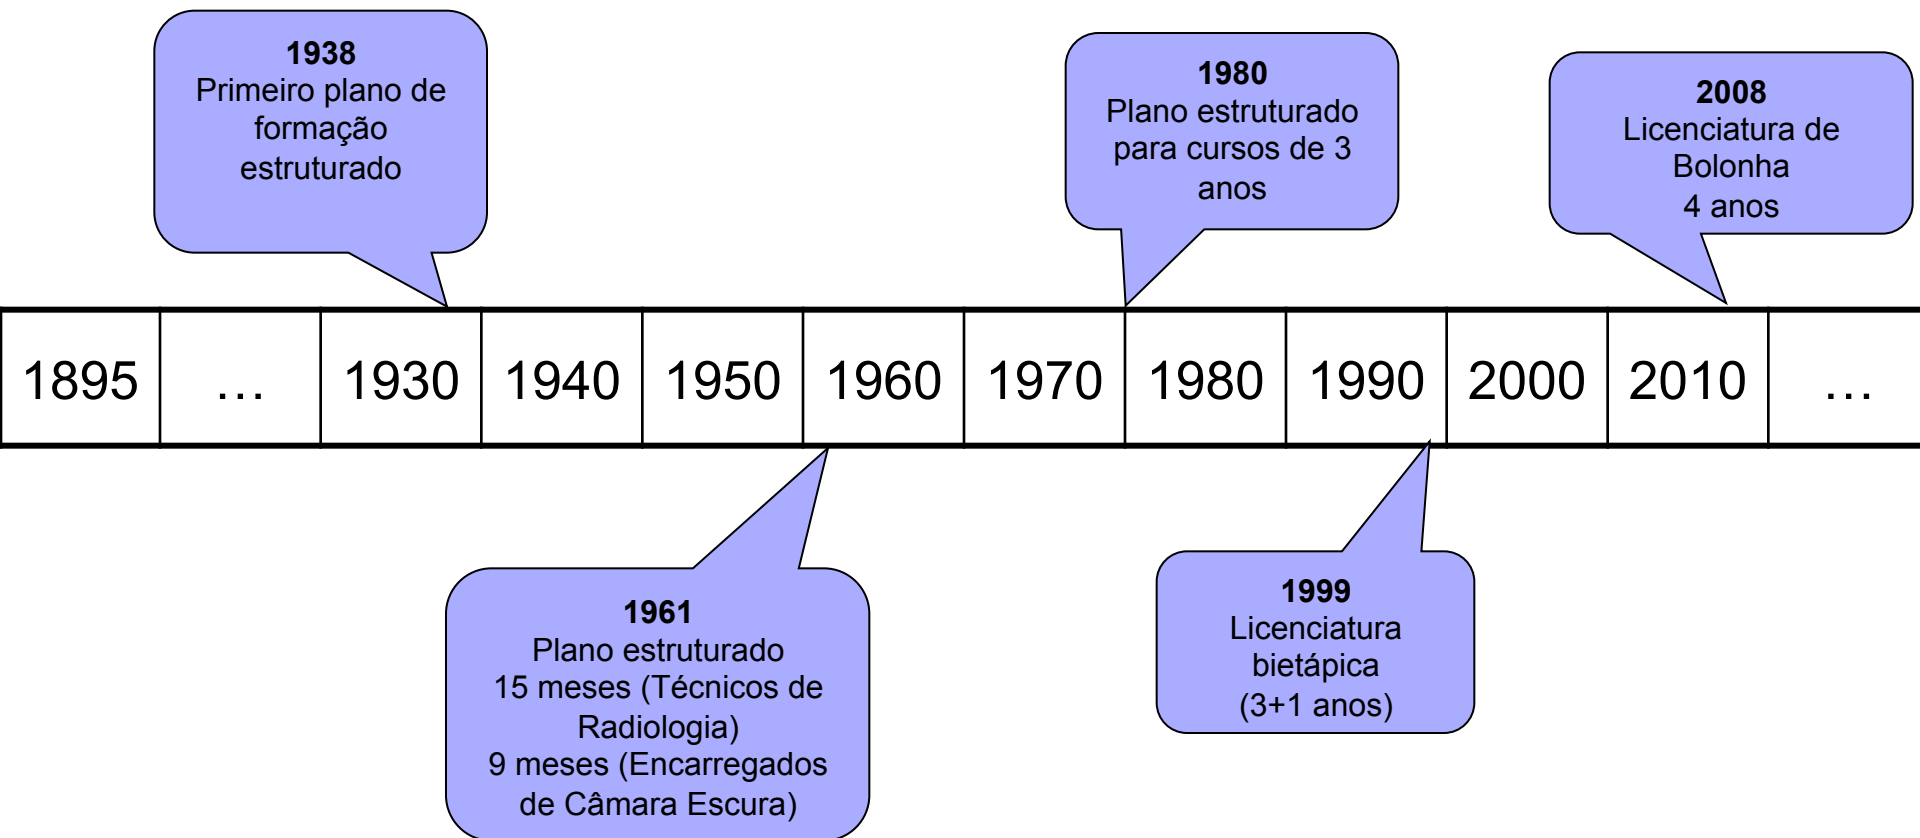 1938
Primeiro plano de
formação
estruturado
1980
Plano estruturado
para cursos de 3
anos
2008
Licenciatura de
Bolonha
4 anos
1895 … 1930 1940 1950 1960 1970 1980 1990 2000 2010 …
1961
Plano estruturado
15 meses (Técnicos de
Radiologia)
9 meses (Encarregados
de Câmara Escura)
1999
Licenciatura
bietápica
(3+1 anos)